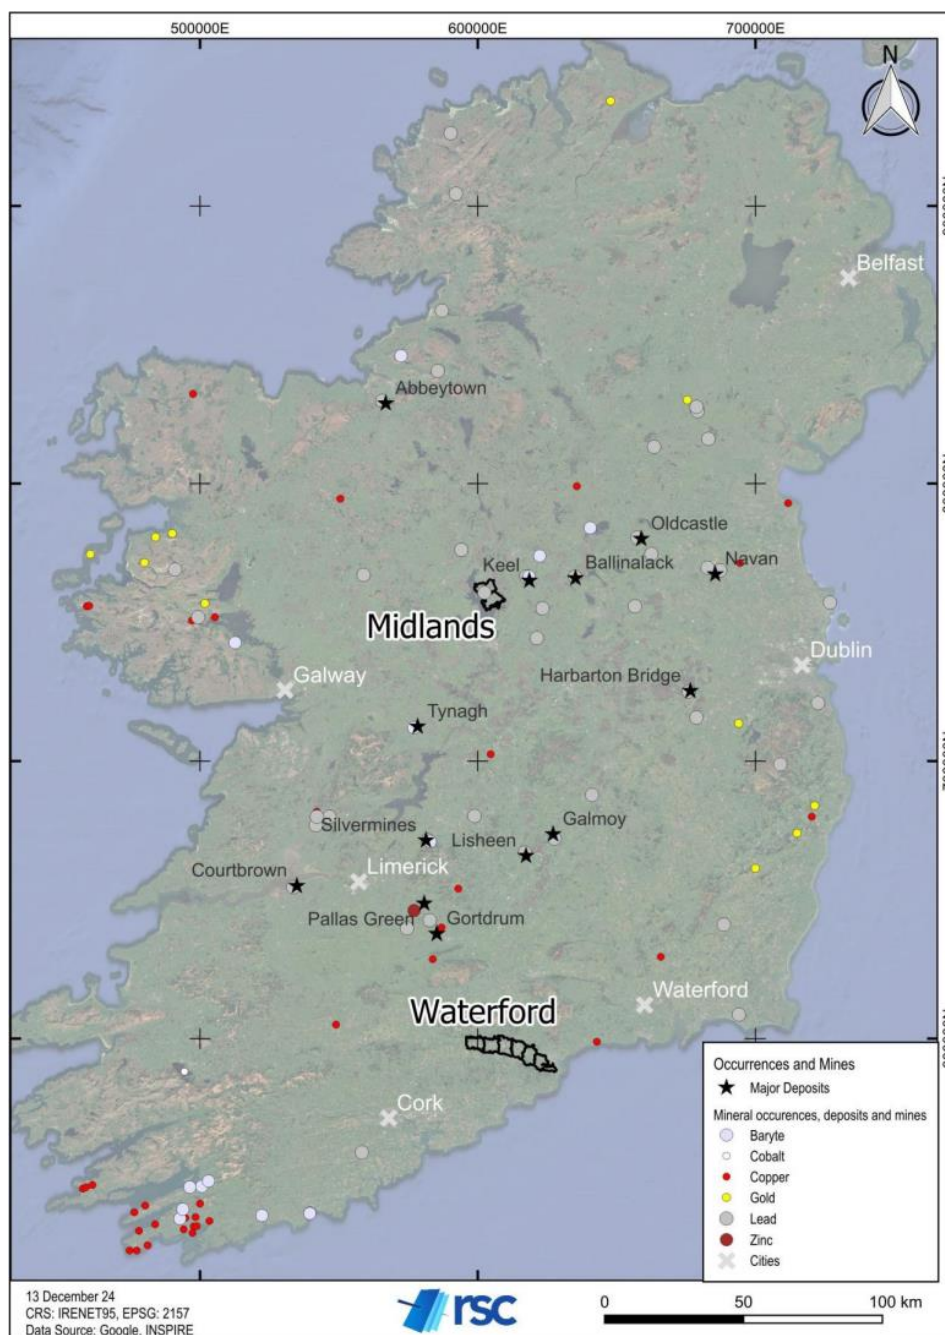 500000E 600000E 700000E
N
Belfast
Abbeytown
Oldcastle
Keel
Ballinalack
Navan
Midlands
Dublin
Galway
Harbarton Bridge
Tynagh
Silvermines
Galmoy
Lisheen
Courtbrown
Limerick
Pallas Green
Gortdrum
Waterford
Waterford
Cork
Occurrences and Mines
Major Deposits
Mineral occurences, deposits and mines
Baryte
Cobalt
Copper
Gold
Lead
Zinc
Cities
13 December 24
CRS: IRENET95, EPSG: 2157
Data Source: Google, INSPIRE
rsc
0 50 100 km